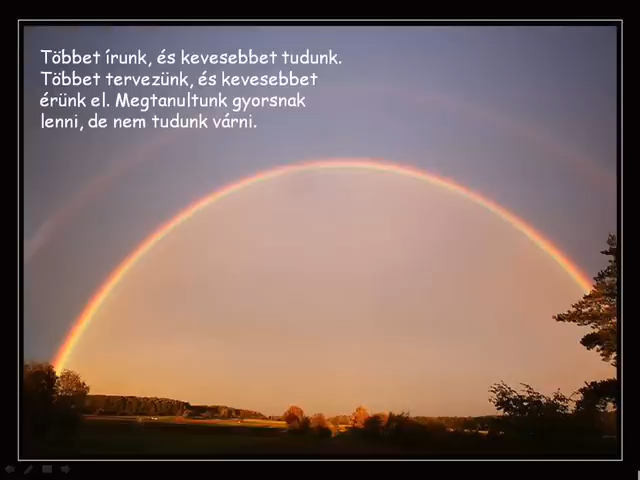 Többet írunk, és kevesebbet tudunk.
Többet tervezünk, és kevesebbet
érünk el. Megtanultunk gyorsnak
lenni, de nem tudunk várni.